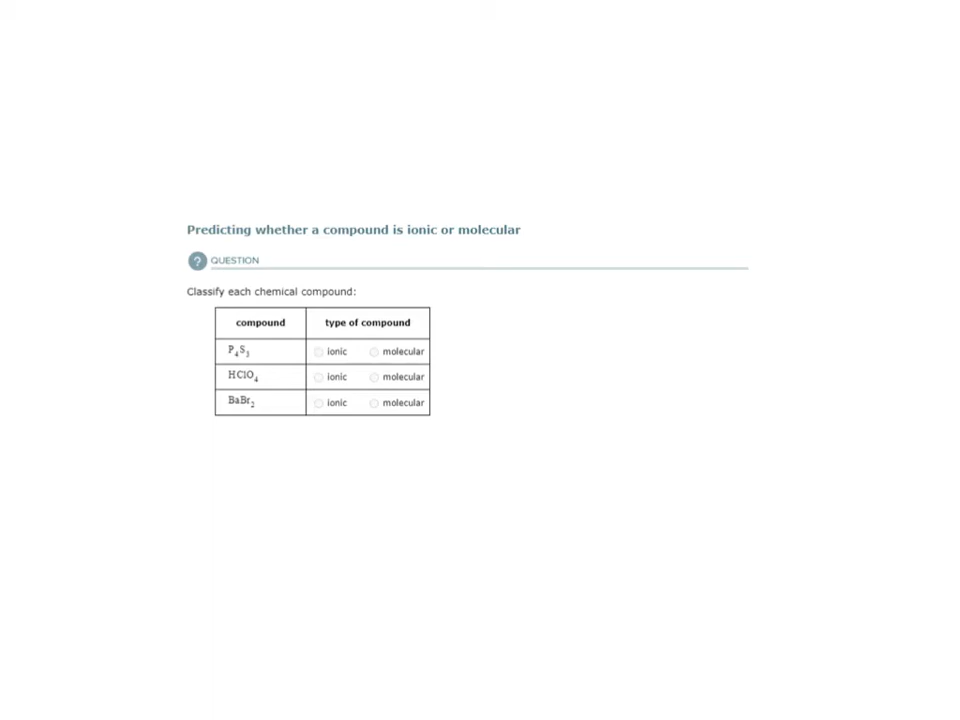 Predicting whether a compound is ionic or molecular
? QUESTION
Classify each chemical compound:
compound type of compound
P₄S₃ ionic molecular
HClO₄ ionic molecular
BaBr₂ ionic molecular